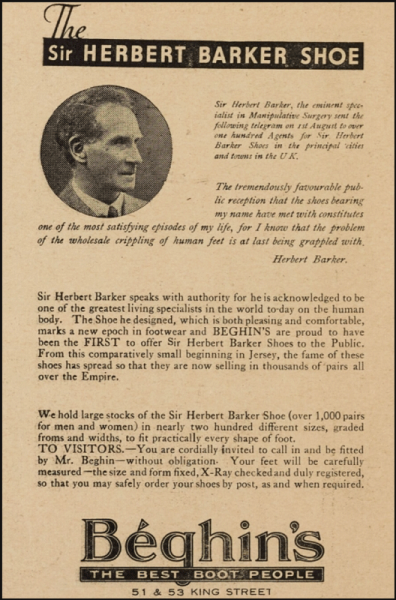 The
Sir HERBERT BARKER SHOE
Sir Herbert Barker, the eminent spec-
ialist in Manipulative Surgery sent the
following telegram on 1st August to over
one hundred Agents for Sir Herbert
Barker Shoes in the principal cities
and towns in the U.K.
The tremendously favourable pub-
lic reception that the shoes bearing
my name have met with constitutes
one of the most satisfying episodes of my life, for I know that the problem
of the wholesale crippling of human feet is at last being grappled with.
Herbert Barker.
Sir Herbert Barker speaks with authority for he is acknowledged to be
one of the greatest living specialists in the world to-day on the human
body. The Shoe he designed, which is both pleasing and comfortable,
marks a new epoch in footwear and BEGHIN'S are proud to have
been the FIRST to offer Sir Herbert Barker Shoes to the Public.
From this comparatively small beginning in Jersey, the fame of these
shoes has spread so that they are now selling in thousands of pairs all
over the Empire.
We hold large stocks of the Sir Herbert Barker Shoe (over 1,000 pairs
for men and women) in nearly two hundred different sizes, graded
froms and widths, to fit practically every shape of foot.
TO VISITORS.—You are cordially invited to call in and be fitted
by Mr. Beghin—without obligation. Your feet will be carefully
measured—the size and form fixed, X-Ray checked and duly registered,
so that you may safely order your shoes by post, as and when required.
Béghin's
THE BEST BOOT PEOPLE
51 & 53 KING STREET